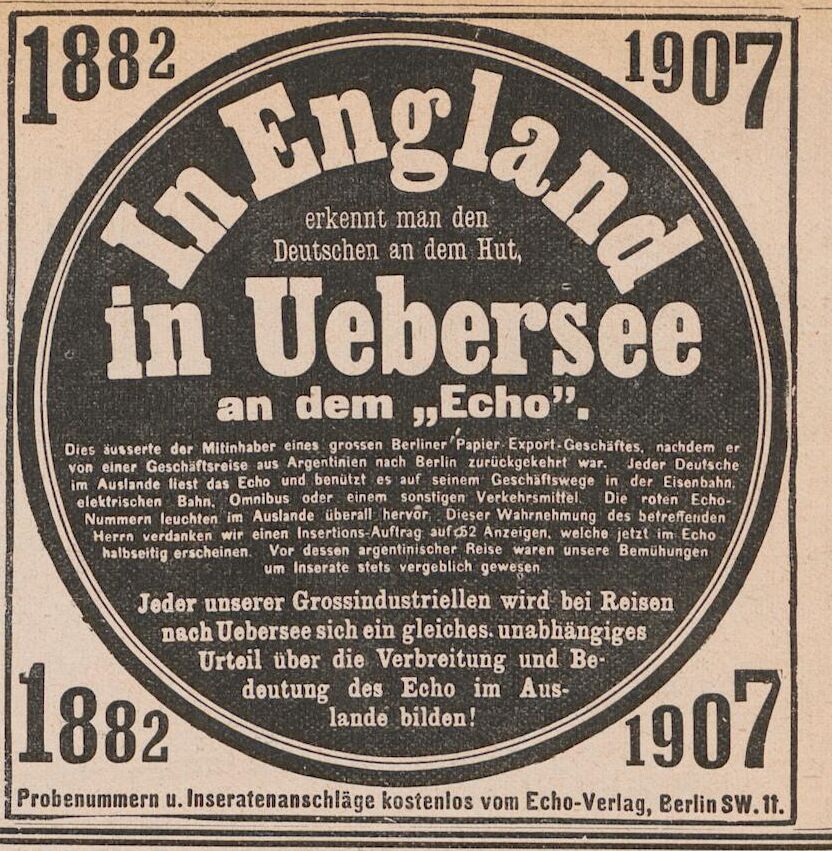 1882 1907
In England
erkennt man den
Deutschen an dem Hut,
in Uebersee
an dem „Echo”.
Dies äusserte der Mitinhaber eines grossen Berliner Papier-Export-Geschäftes, nachdem er
von einer Geschäftsreise aus Argentinien nach Berlin zurückgekehrt war. Jeder Deutsche
im Auslande liest das Echo und benützt es auf seinem Geschäftswege in der Eisenbahn,
elektrischen Bahn, Omnibus oder einem sonstigen Verkehrsmittel. Die roten Echo-
Nummern leuchten im Auslande überall hervor. Dieser Wahrnehmung des betreffenden
Herrn verdanken wir einen Insertions-Auftrag auf 52 Anzeigen, welche jetzt im Echo
halbseitig erscheinen. Vor dessen argentinischer Reise waren unsere Bemühungen
um Inserate stets vergeblich gewesen
Jeder unserer Grossindustriellen wird bei Reisen
nach Uebersee sich ein gleiches, unabhängiges
Urteil über die Verbreitung und Be-
deutung des Echo im Aus-
lande bilden!
1882 1907
Probenummern u. Inseratenanschläge kostenlos vom Echo-Verlag, Berlin SW. 11.